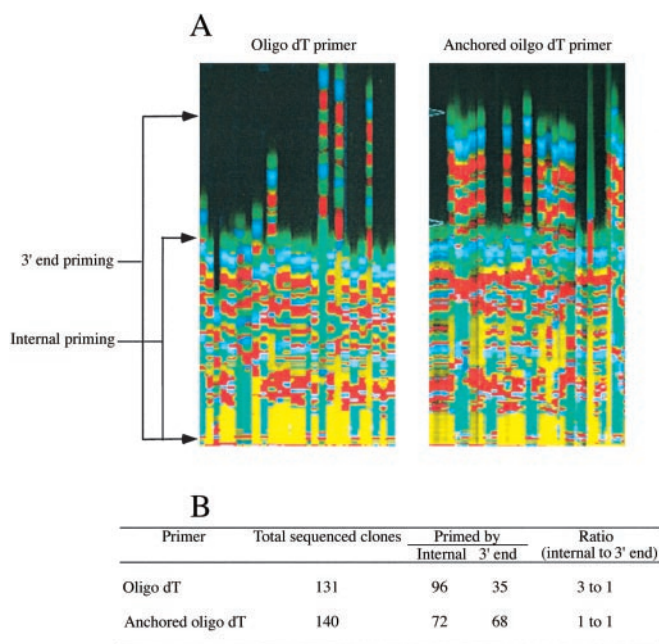 A
Oligo dT primer
Anchored oilgo dT primer
3' end priming
Internal priming
B
Primer Total sequenced clones Primed by Ratio
Internal 3' end (internal to 3' end)
Oligo dT 131 96 35 3 to 1
Anchored oligo dT 140 72 68 1 to 1